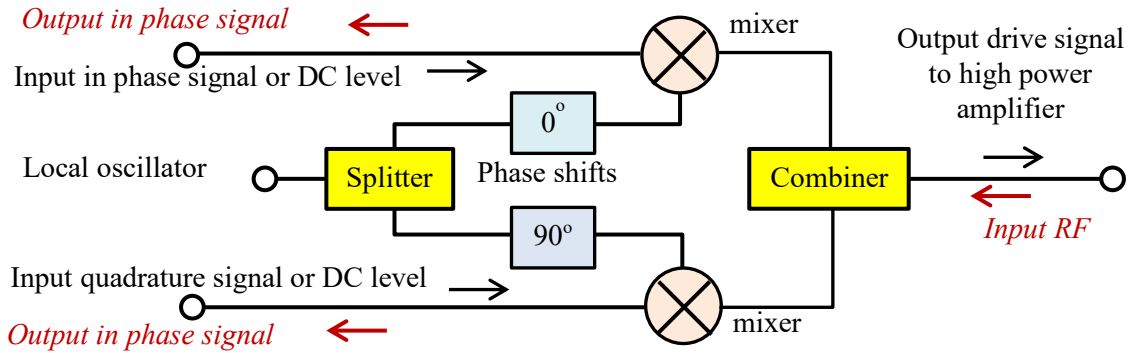 Output in phase signal
mixer
Input in phase signal or DC level
Output drive signal
to high power
amplifier
0°
Local oscillator
Splitter
Phase shifts
Combiner
90°
Input RF
Input quadrature signal or DC level
Output in phase signal
mixer